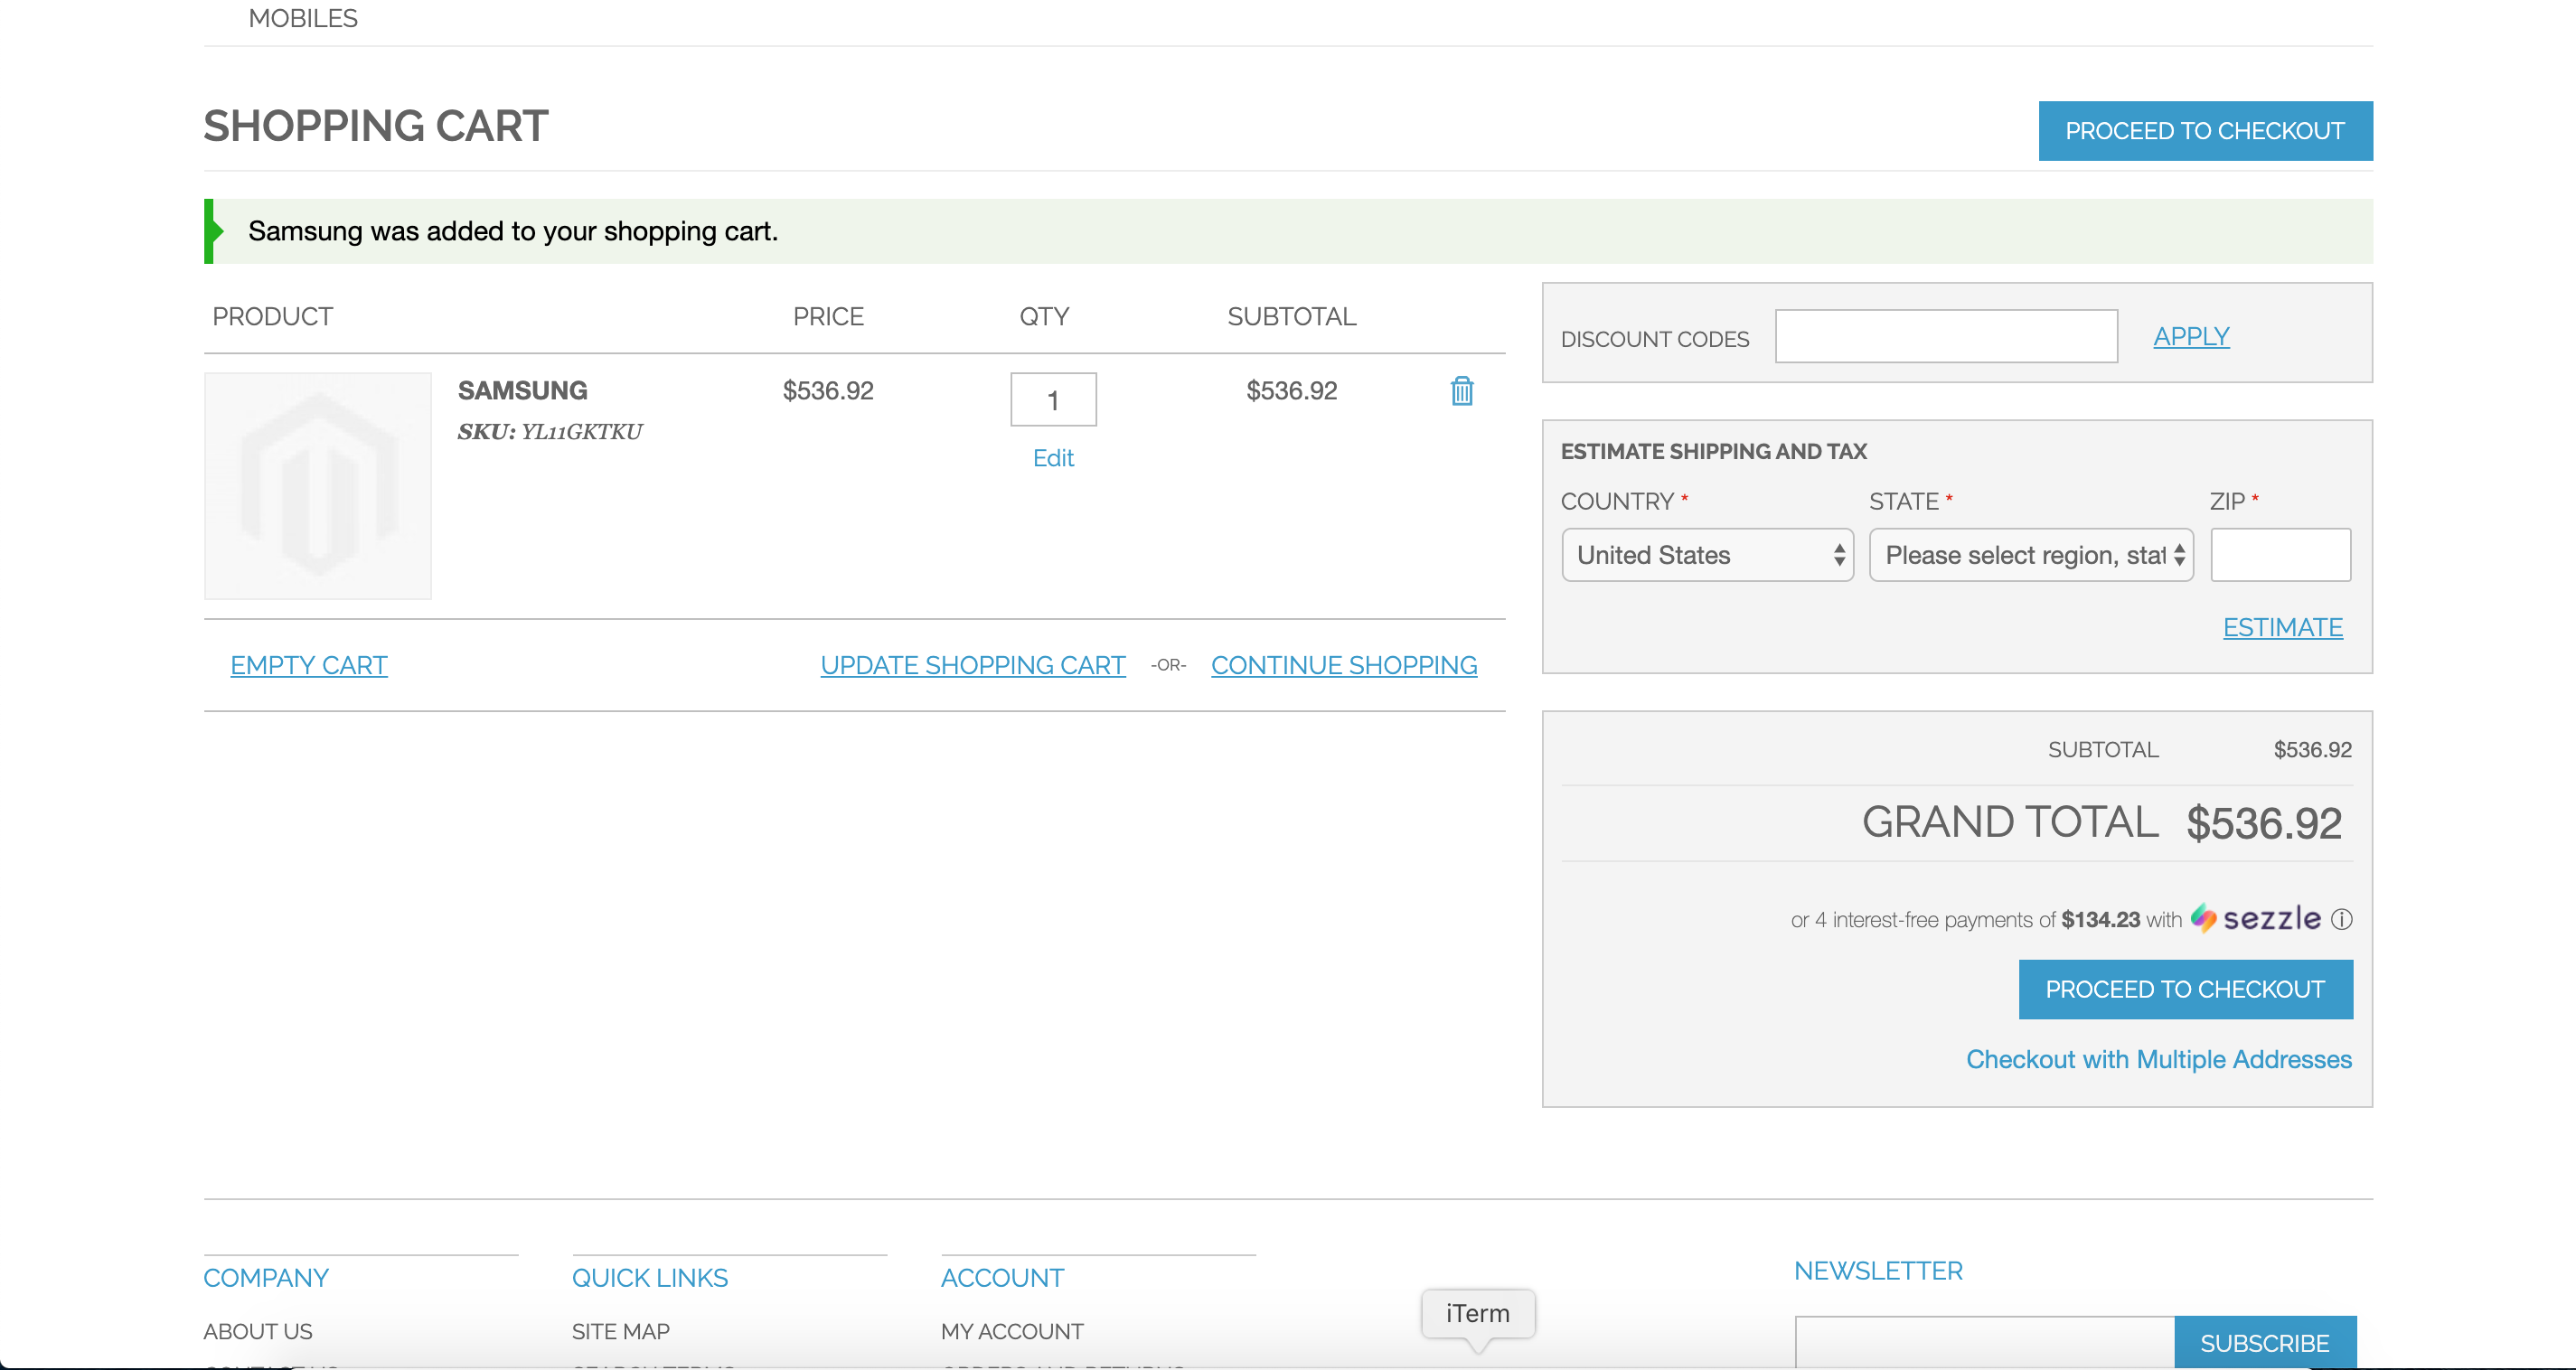 MOBILES
SHOPPING CART
PROCEED TO CHECKOUT
Samsung was added to your shopping cart.
PRODUCT PRICE QTY SUBTOTAL
SAMSUNG $536.92 1 $536.92
SKU: YL11GKTKU
Edit
EMPTY CART UPDATE SHOPPING CART -OR- CONTINUE SHOPPING
DISCOUNT CODES APPLY
ESTIMATE SHIPPING AND TAX
COUNTRY * STATE * ZIP *
United States Please select region, stat
ESTIMATE
SUBTOTAL $536.92
GRAND TOTAL $536.92
or 4 interest-free payments of $134.23 with sezzle
PROCEED TO CHECKOUT
Checkout with Multiple Addresses
COMPANY QUICK LINKS ACCOUNT NEWSLETTER
ABOUT US SITE MAP MY ACCOUNT
iTerm
SUBSCRIBE